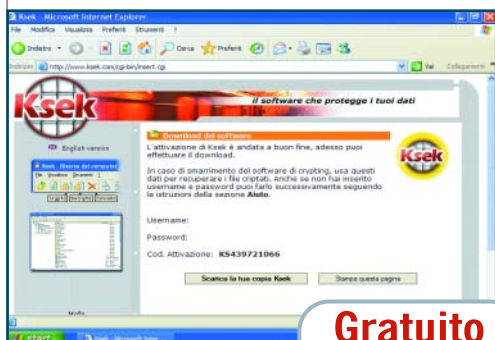 Ksek - Microsoft Internet Explorer
File Modifica Visualizza Preferiti Strumenti ?
Indietro Cerca Preferiti
Indirizzo http://www.ksek.com/cgi-bin/insert.cgi Vai Collegamenti
Ksek
il software che protegge i tuoi dati
English version
Download del software
L'attivazione di Ksek è andata a buon fine, adesso puoi
effettuare il download.
Ksek
In caso di smarrimento del software di crypting, usa questi
dati per recuperare i file criptati. Anche se non hai inserito
username e password puoi farlo successivamente seguendo
le istruzioni della sezione Aiuto.
Username:
Password:
Cod. Attivazione: KS439721066
Scarica la tua copia Ksek
Stampa questa pagina
Gratuito
start